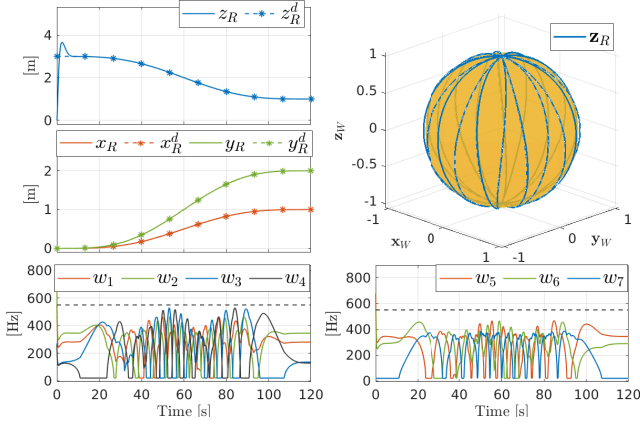 z_R z_R^d
[m]
4
2
0
x_R x_R^d y_R y_R^d
[m]
2
1
0
w_1 w_2 w_3 w_4
[Hz]
800
600
400
200
0
0 20 40 60 80 100 120
Time [s]
z_R
z_W
1
0.5
0
-0.5
-1
-1 0 1
x_W
-1 0 1
y_W
w_5 w_6 w_7
800
600
400
200
0
0 20 40 60 80 100 120
Time [s]